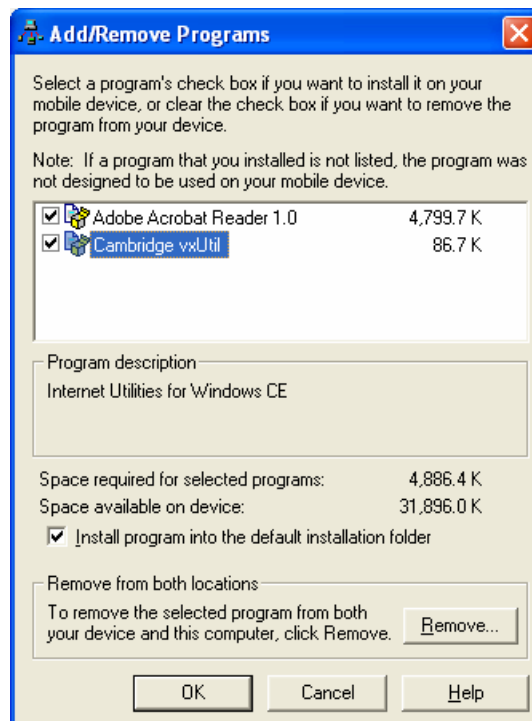 Add/Remove Programs
Select a program's check box if you want to install it on your
mobile device, or clear the check box if you want to remove the
program from your device.
Note: If a program that you installed is not listed, the program was
not designed to be used on your mobile device.
Adobe Acrobat Reader 1.0 4,799.7 K
Cambridge vxUtil 86.7 K
Program description
Internet Utilities for Windows CE
Space required for selected programs: 4,886.4 K
Space available on device: 31,896.0 K
Install program into the default installation folder
Remove from both locations
To remove the selected program from both
your device and this computer, click Remove.
Remove...
OK Cancel Help